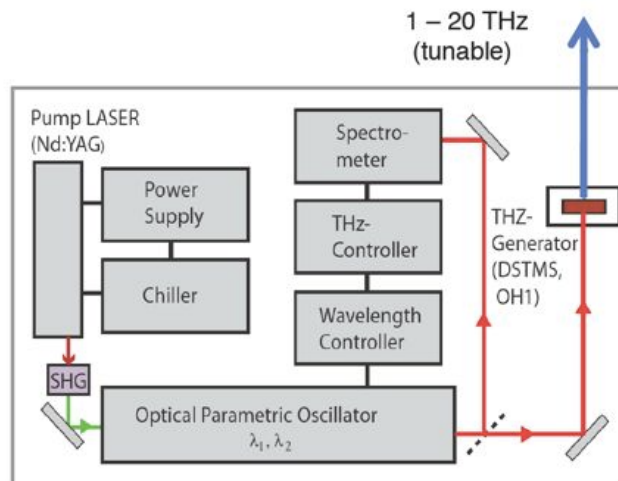 1 – 20 THz
(tunable)
Pump LASER
(Nd:YAG)
Power
Supply
Chiller
Spectro-
meter
THz-
Controller
Wavelength
Controller
THZ-
Generator
(DSTMS,
OH1)
SHG
Optical Parametric Oscillator
λ₁, λ₂